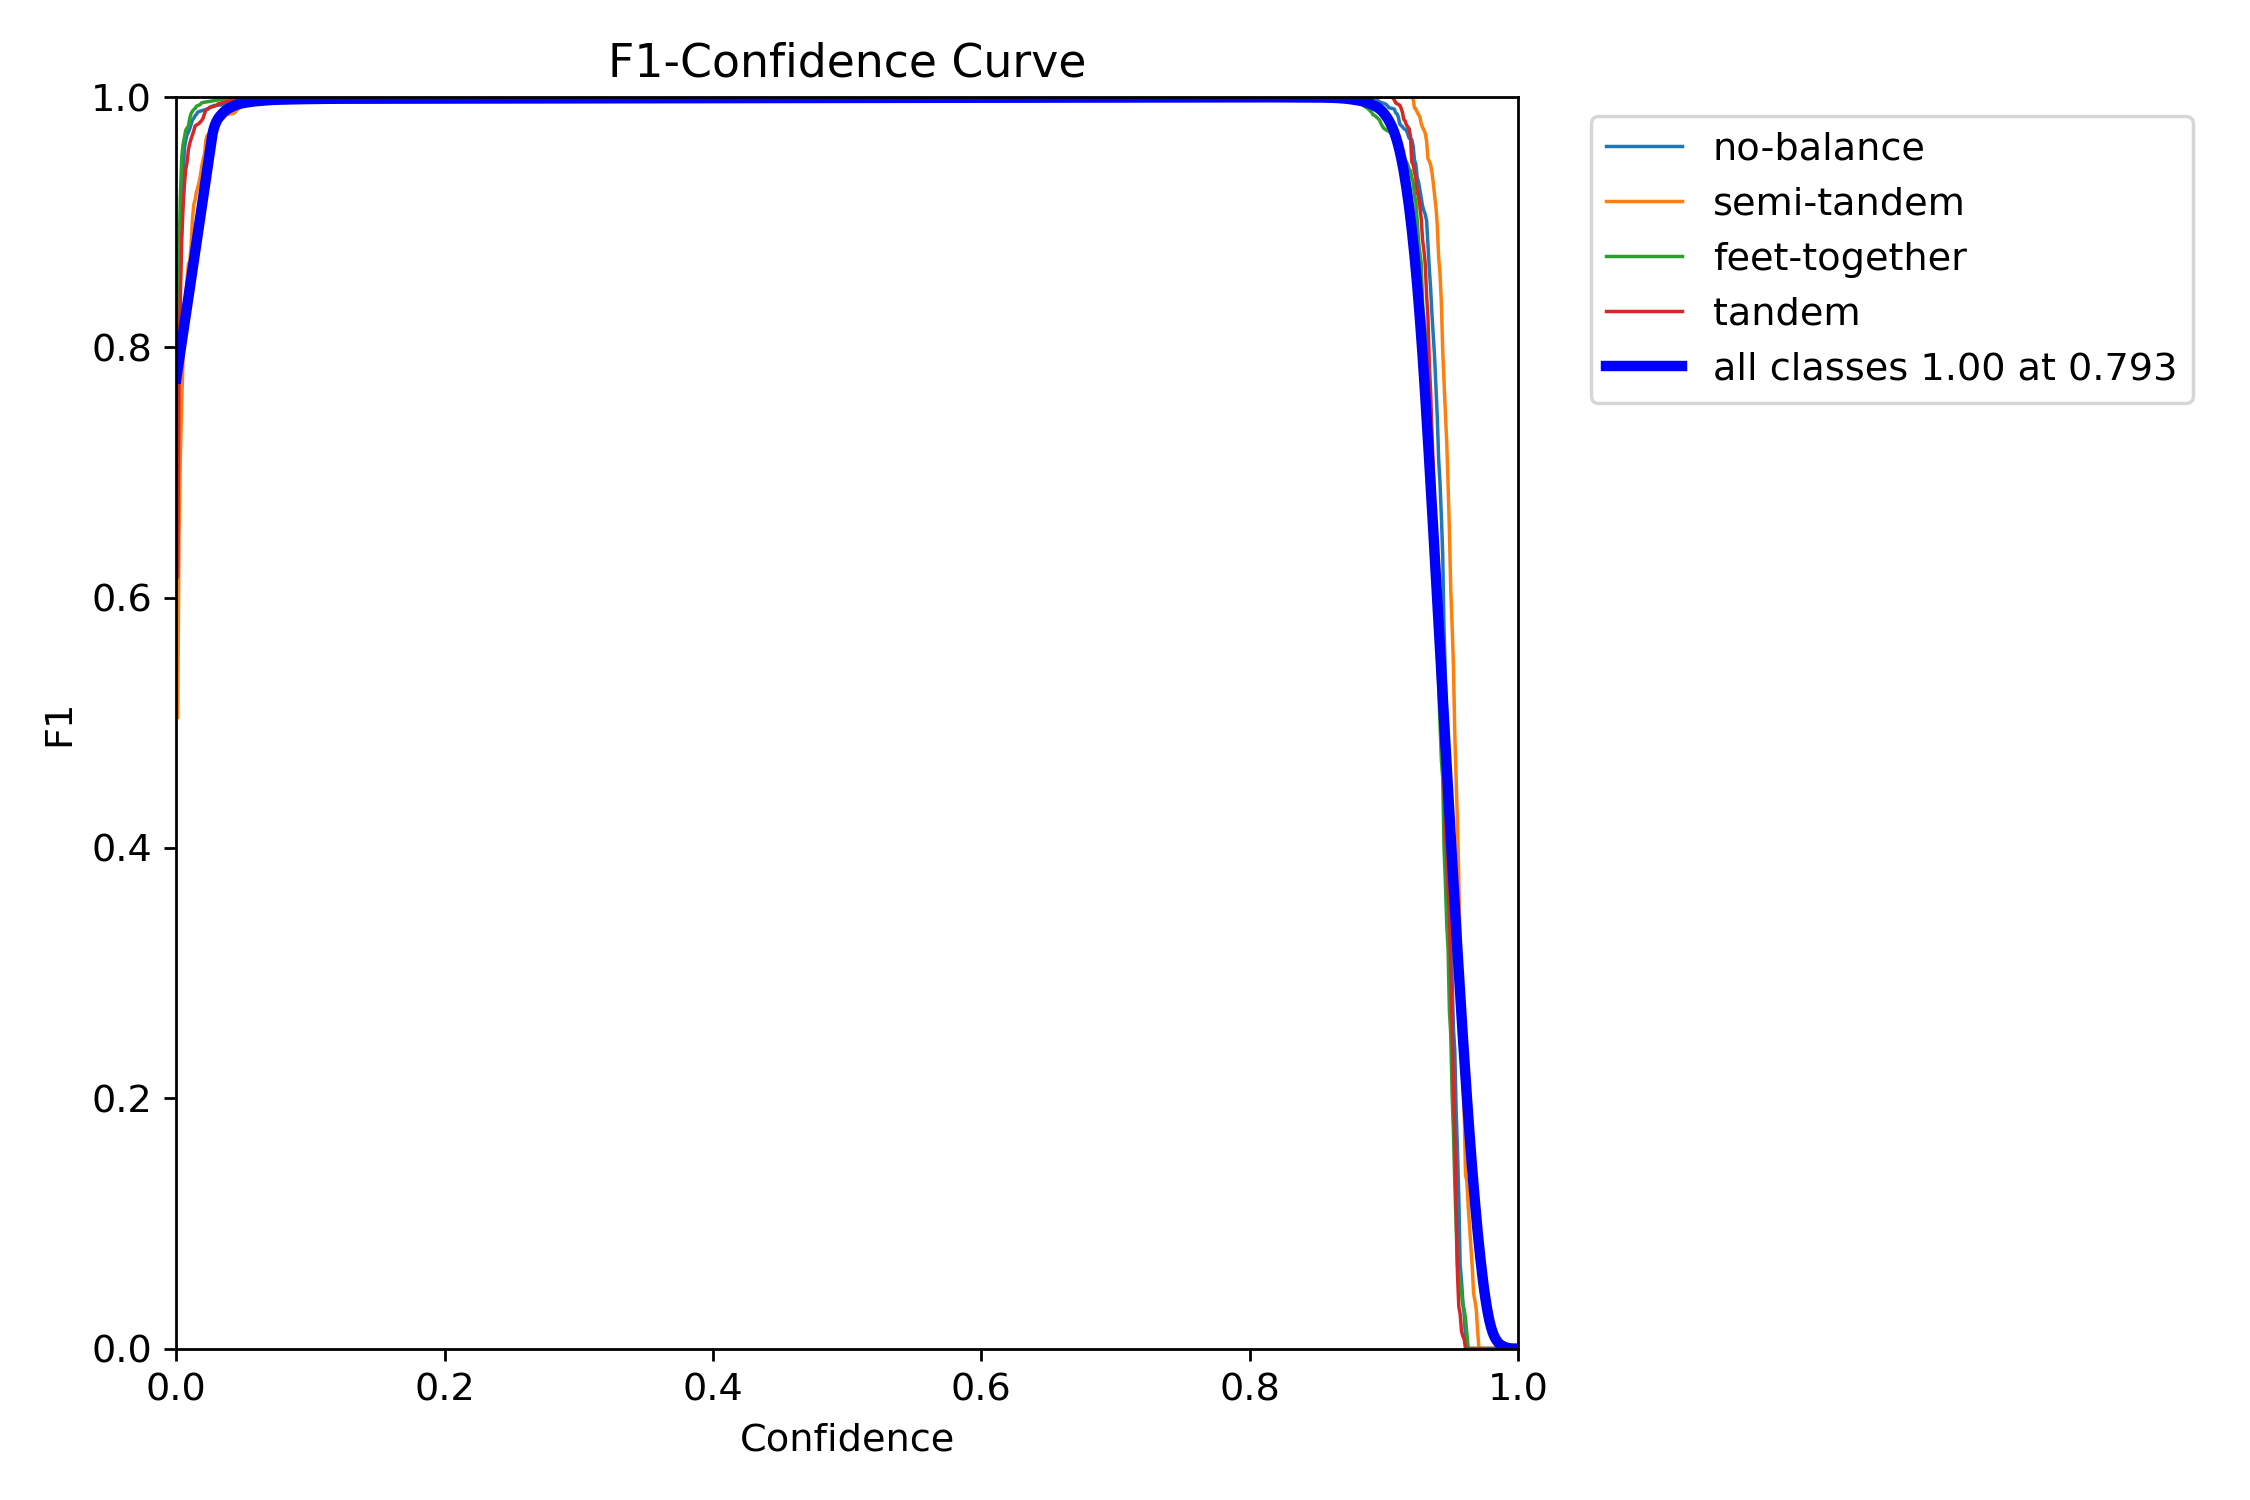 F1-Confidence Curve
1.0
0.8
0.6
0.4
0.2
0.0
F1
0.0 0.2 0.4 0.6 0.8 1.0
Confidence
no-balance
semi-tandem
feet-together
tandem
all classes 1.00 at 0.793